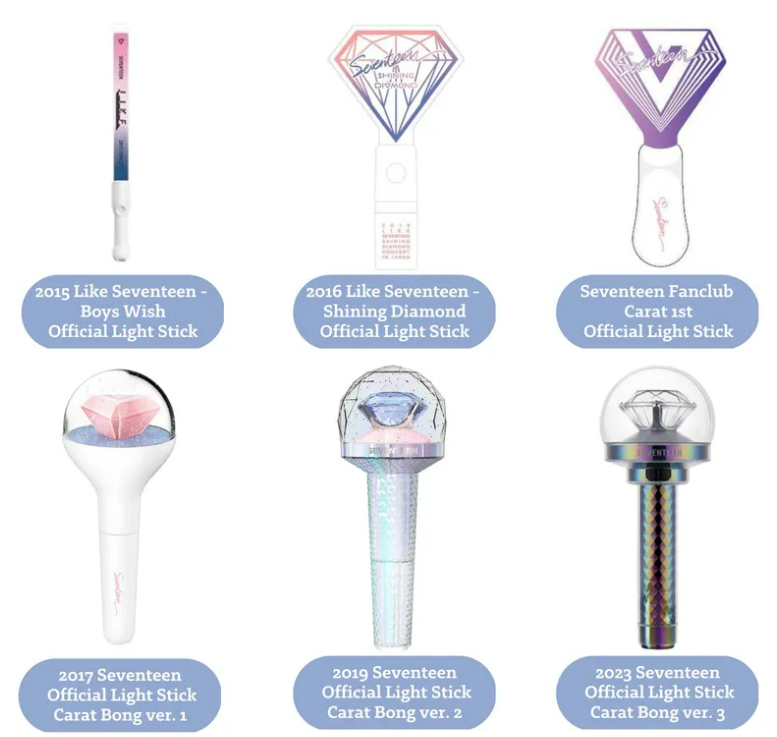 SEVENTEEN
Seventeen
SHINING
DIAMOND
Seventeen
2016
LIKE
SEVENTEEN
SHINING
DIAMOND
CONCERT
IN JAPAN
Seventeen
2015 Like Seventeen -
Boys Wish
Official Light Stick
2016 Like Seventeen -
Shining Diamond
Official Light Stick
Seventeen Fanclub
Carat 1st
Official Light Stick
SEVENTEEN
SEVENTEEN
Seventeen
2017 Seventeen
Official Light Stick
Carat Bong ver. 1
2019 Seventeen
Official Light Stick
Carat Bong ver. 2
2023 Seventeen
Official Light Stick
Carat Bong ver. 3